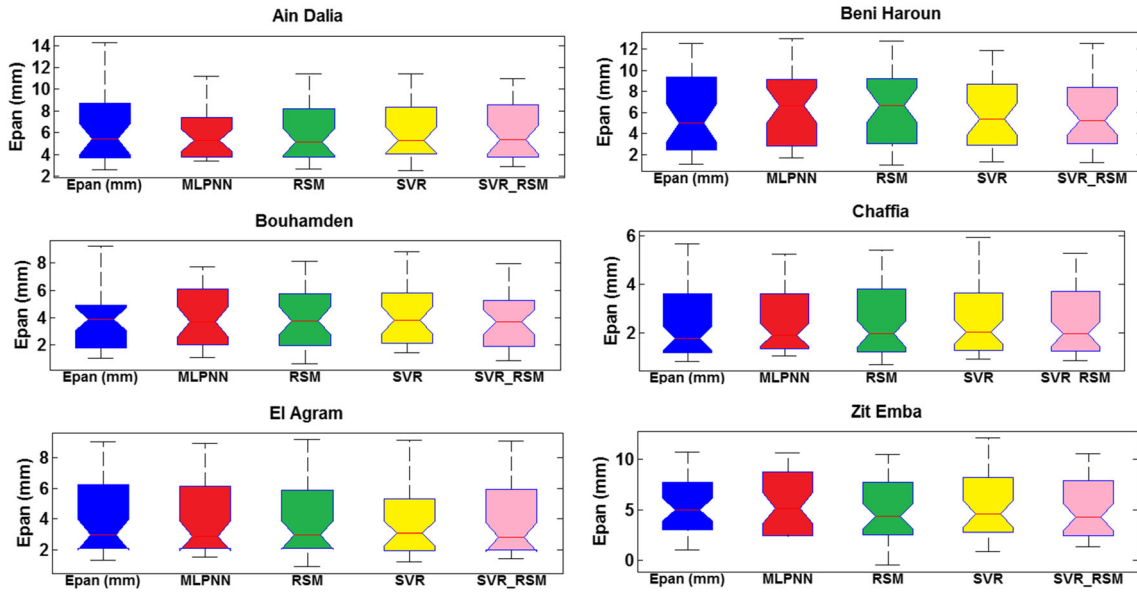 Ain Dalia
Epan (mm)
14
12
10
8
6
4
2
Epan (mm) MLPNN RSM SVR SVR_RSM
Beni Haroun
Epan (mm)
12
10
8
6
4
2
Epan (mm) MLPNN RSM SVR SVR_RSM
Bouhamden
Epan (mm)
8
6
4
2
Epan (mm) MLPNN RSM SVR SVR_RSM
Chaffia
Epan (mm)
6
4
2
Epan (mm) MLPNN RSM SVR SVR RSM
El Agram
Epan (mm)
8
6
4
2
Epan (mm) MLPNN RSM SVR SVR_RSM
Zit Emba
Epan (mm)
10
5
0
Epan (mm) MLPNN RSM SVR SVR_RSM